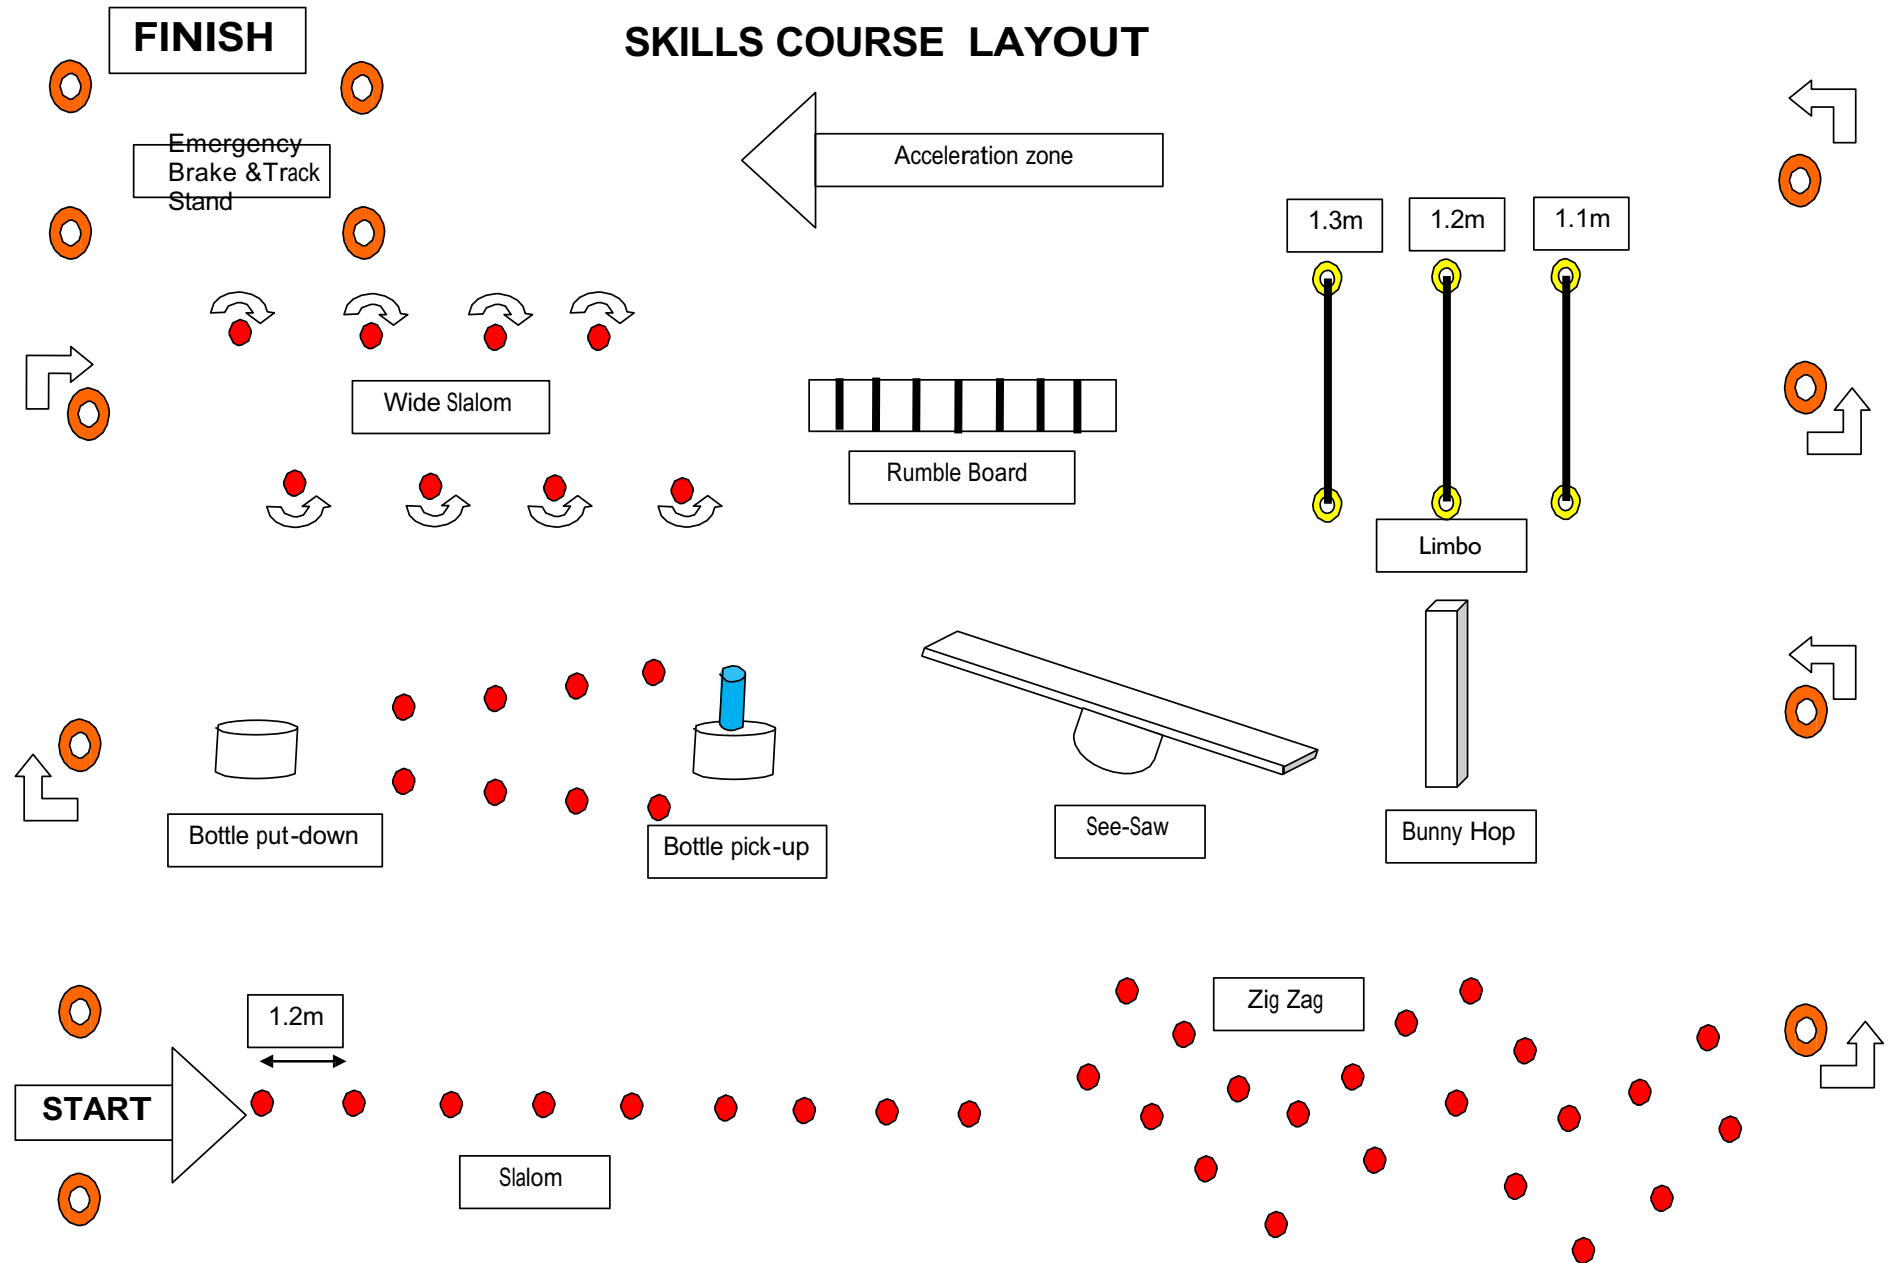 FINISH
SKILLS COURSE LAYOUT
Emergency
Brake &Track
Stand
Acceleration zone
1.3m
1.2m
1.1m
Wide Slalom
Rumble Board
Limbo
Bottle put-down
Bottle pick-up
See-Saw
Bunny Hop
1.2m
Zig Zag
START
Slalom